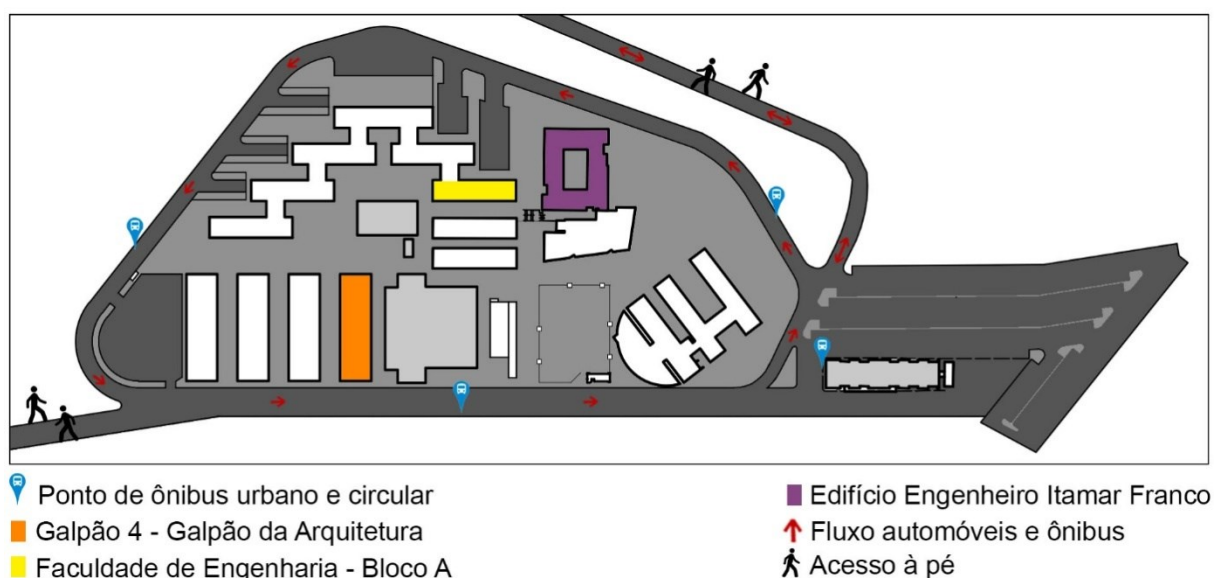 Ponto de ônibus urbano e circular
Galpão 4 - Galpão da Arquitetura
Faculdade de Engenharia - Bloco A
Edifício Engenheiro Itamar Franco
Fluxo automóveis e ônibus
Acesso à pé